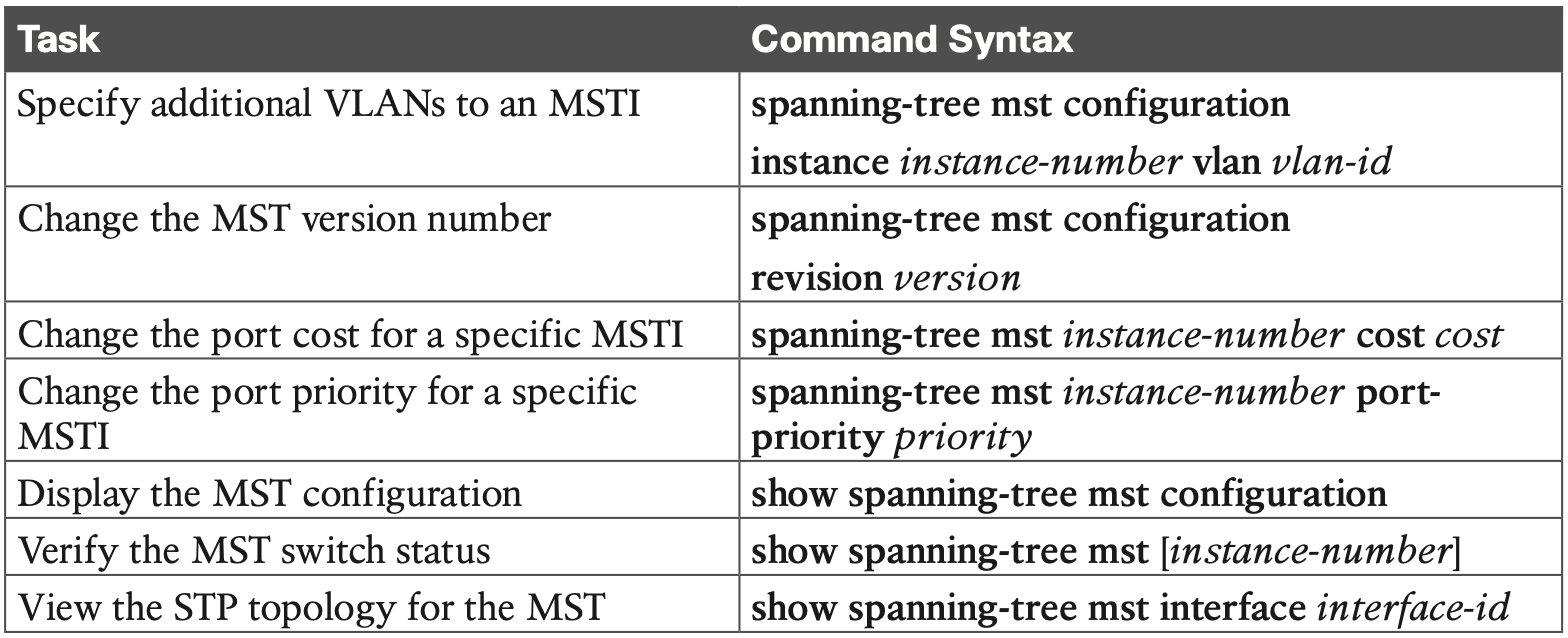 Task Command Syntax
Specify additional VLANs to an MSTI spanning-tree mst configuration
instance instance-number vlan vlan-id
Change the MST version number spanning-tree mst configuration
revision version
Change the port cost for a specific MSTI spanning-tree mst instance-number cost cost
Change the port priority for a specific
MSTI
spanning-tree mst instance-number port-
priority priority
Display the MST configuration show spanning-tree mst configuration
Verify the MST switch status show spanning-tree mst [instance-number]
View the STP topology for the MST show spanning-tree mst interface interface-id